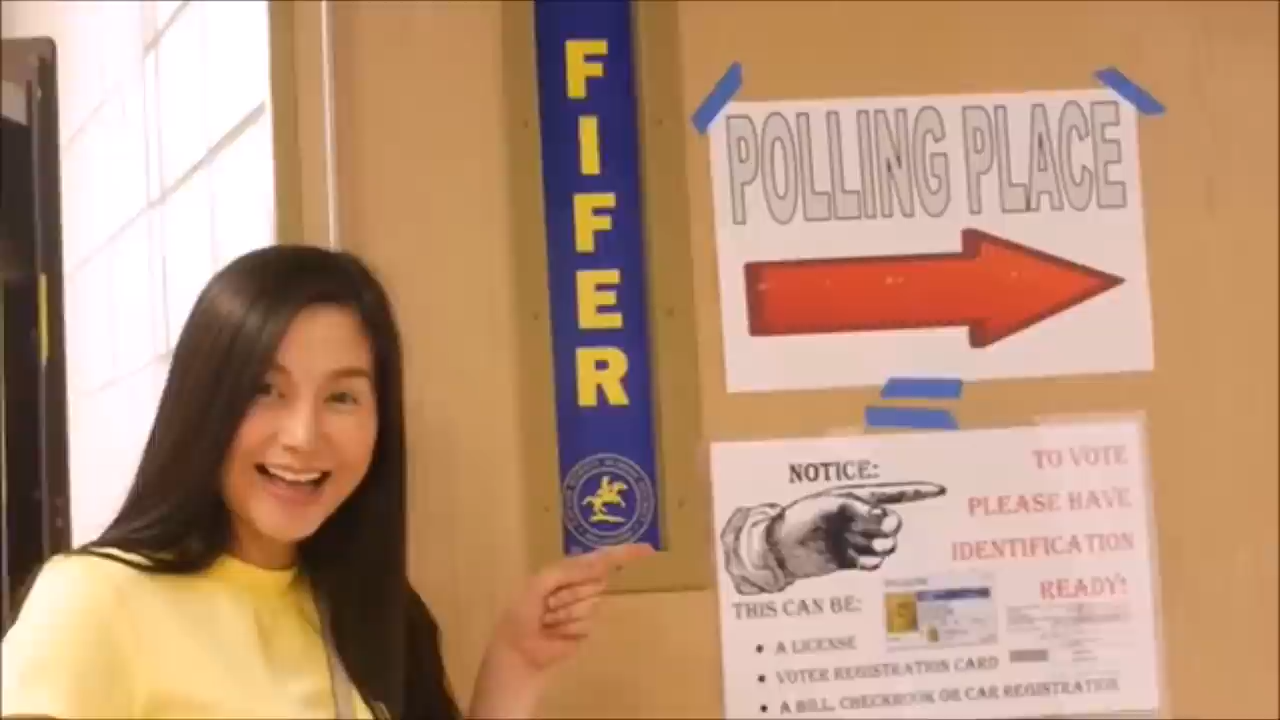 FIFER
POLLING PLACE
NOTICE:
TO VOTE
PLEASE HAVE
IDENTIFICATION
READY!
THIS CAN BE:
• A LICENSE
• VOTER REGISTRATION CARD
• A BILL, CHECKBOOK OR CAR REGISTRATION